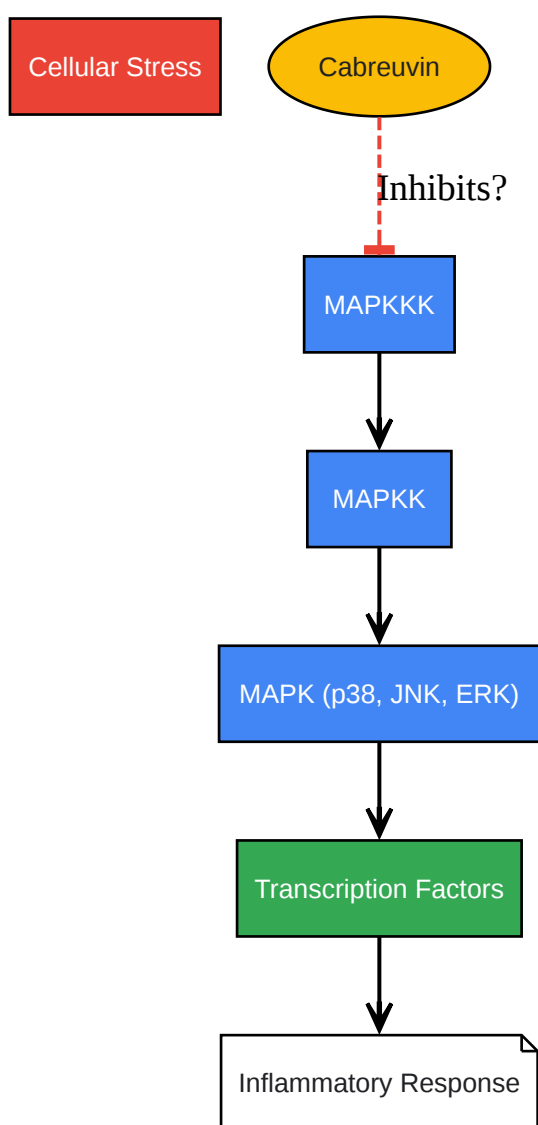 Cellular Stress
Cabreuvin
Inhibits?
MAPKKK
MAPKK
MAPK (p38, JNK, ERK)
Transcription Factors
Inflammatory Response